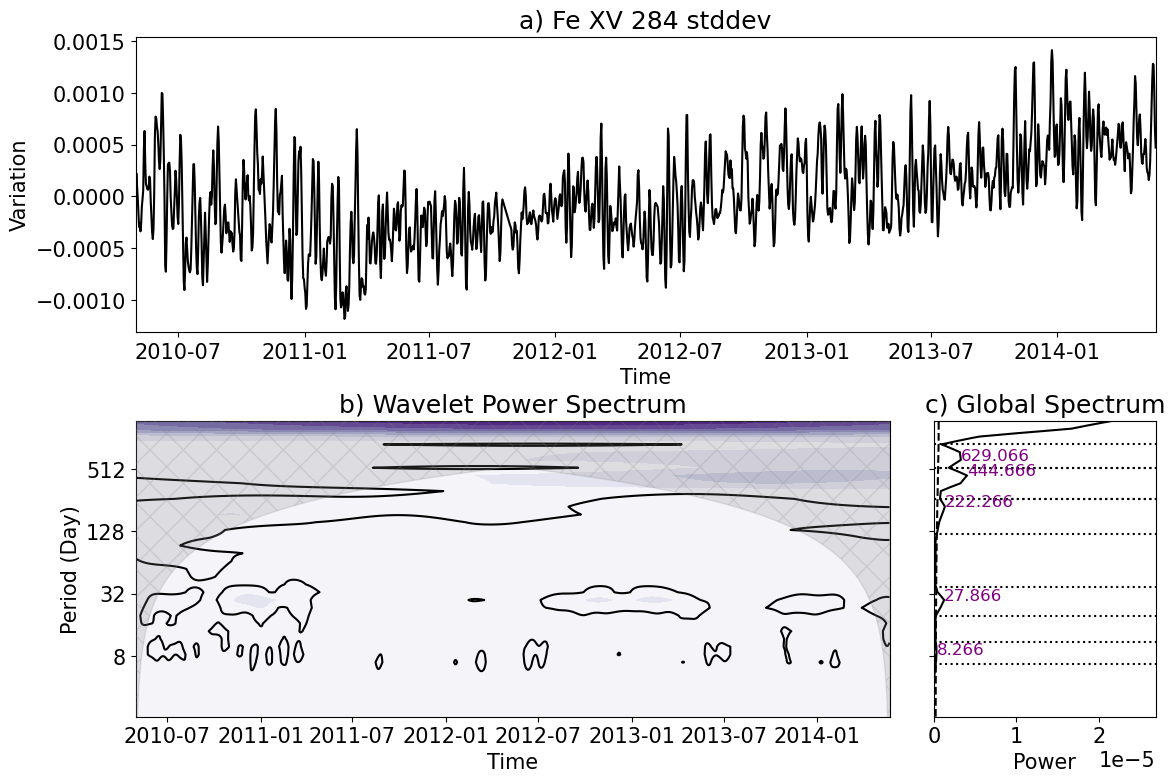 a) Fe XV 284 stddev
Variation
0.0015
0.0010
0.0005
0.0000
−0.0005
−0.0010
2010-07 2011-01 2011-07 2012-01 2012-07 2013-01 2013-07 2014-01
Time
b) Wavelet Power Spectrum
Period (Day)
512
128
32
8
2010-07 2011-01 2011-07 2012-01 2012-07 2013-01 2013-07 2014-01
Time
c) Global Spectrum
629.066
444.666
222.266
27.866
8.266
0 1 2
Power 1e−5